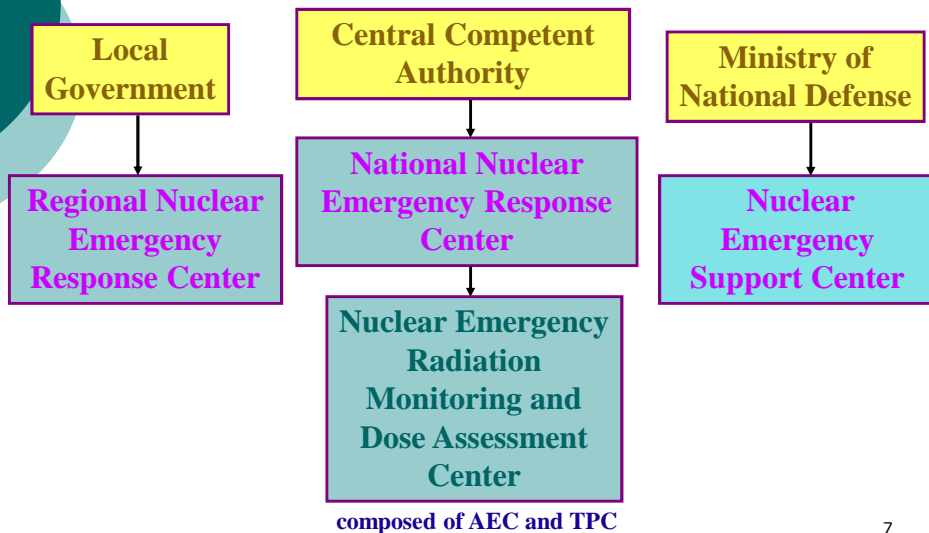 Local
Government
Central Competent
Authority
Ministry of
National Defense
Regional Nuclear
Emergency
Response Center
National Nuclear
Emergency Response
Center
Nuclear
Emergency
Support Center
Nuclear Emergency
Radiation
Monitoring and
Dose Assessment
Center
composed of AEC and TPC
7